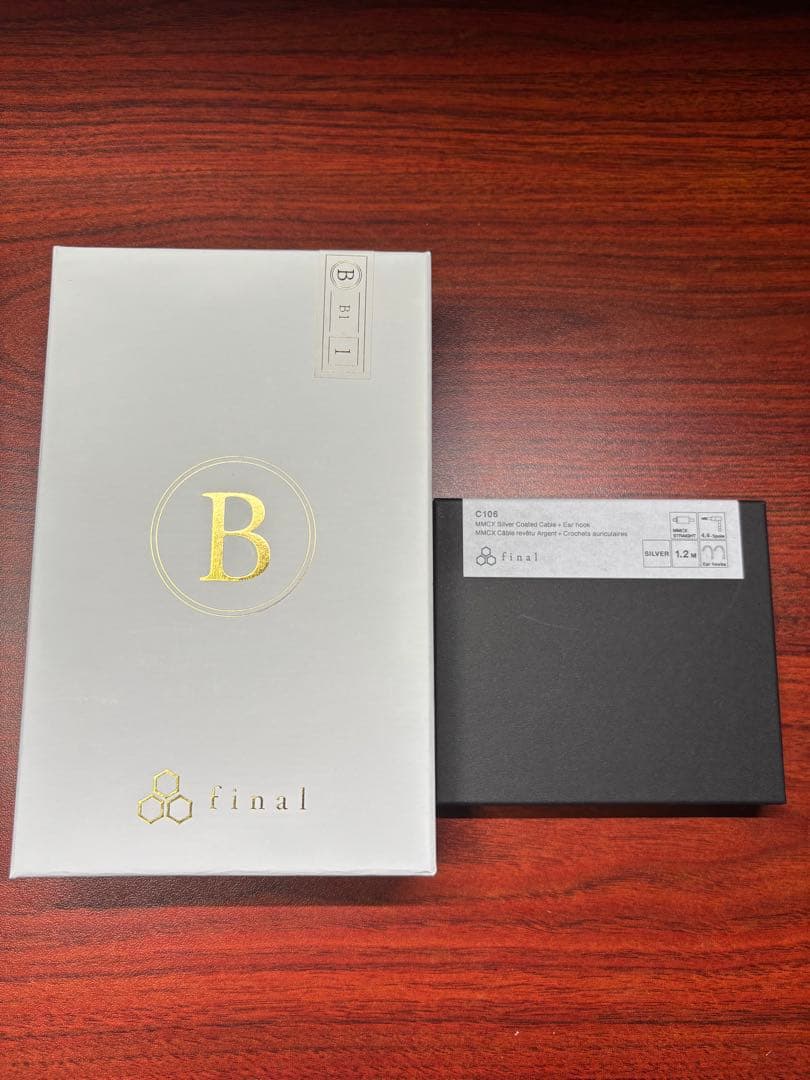 B
B1
1
B
final
C106
MMCX Silver Coated Cable + Ear hook
MMCX Câble revêtu Argent + Crochets auriculaires
final
MMCX
STRAIGHT
4.4-5pole
SILVER
1.2 M
Ear hooks